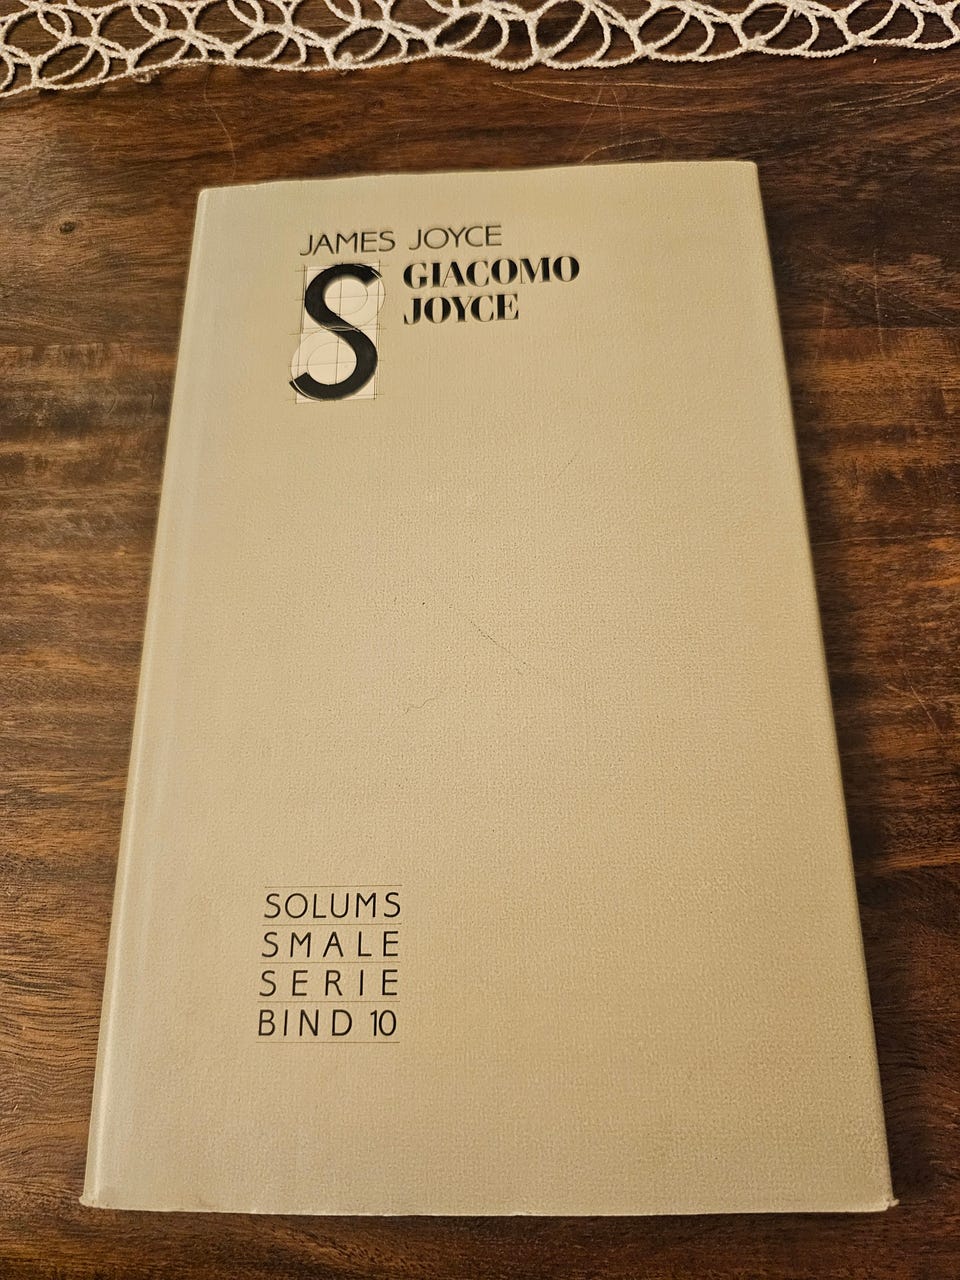 JAMES JOYCE
S
GIACOMO
JOYCE
SOLUMS
SMALE
SERIE
BIND 10